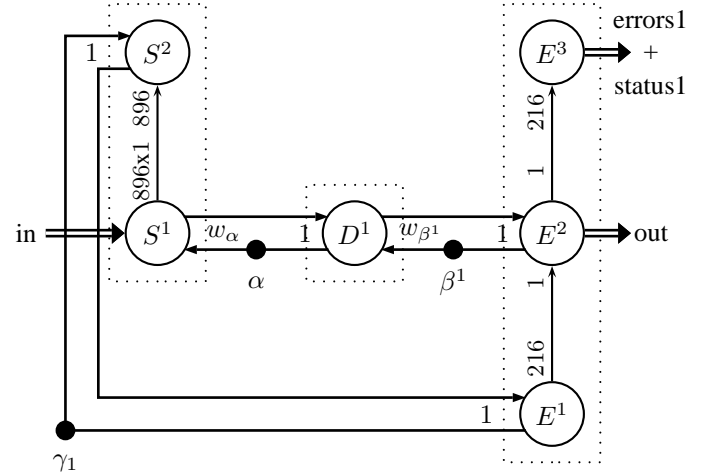 errors1
+
status1
1
S²
E³
896
216
896x1
1
in
S¹
w_α
1
D¹
w_β¹
1
E²
out
α
β¹
1
216
1
E¹
γ₁